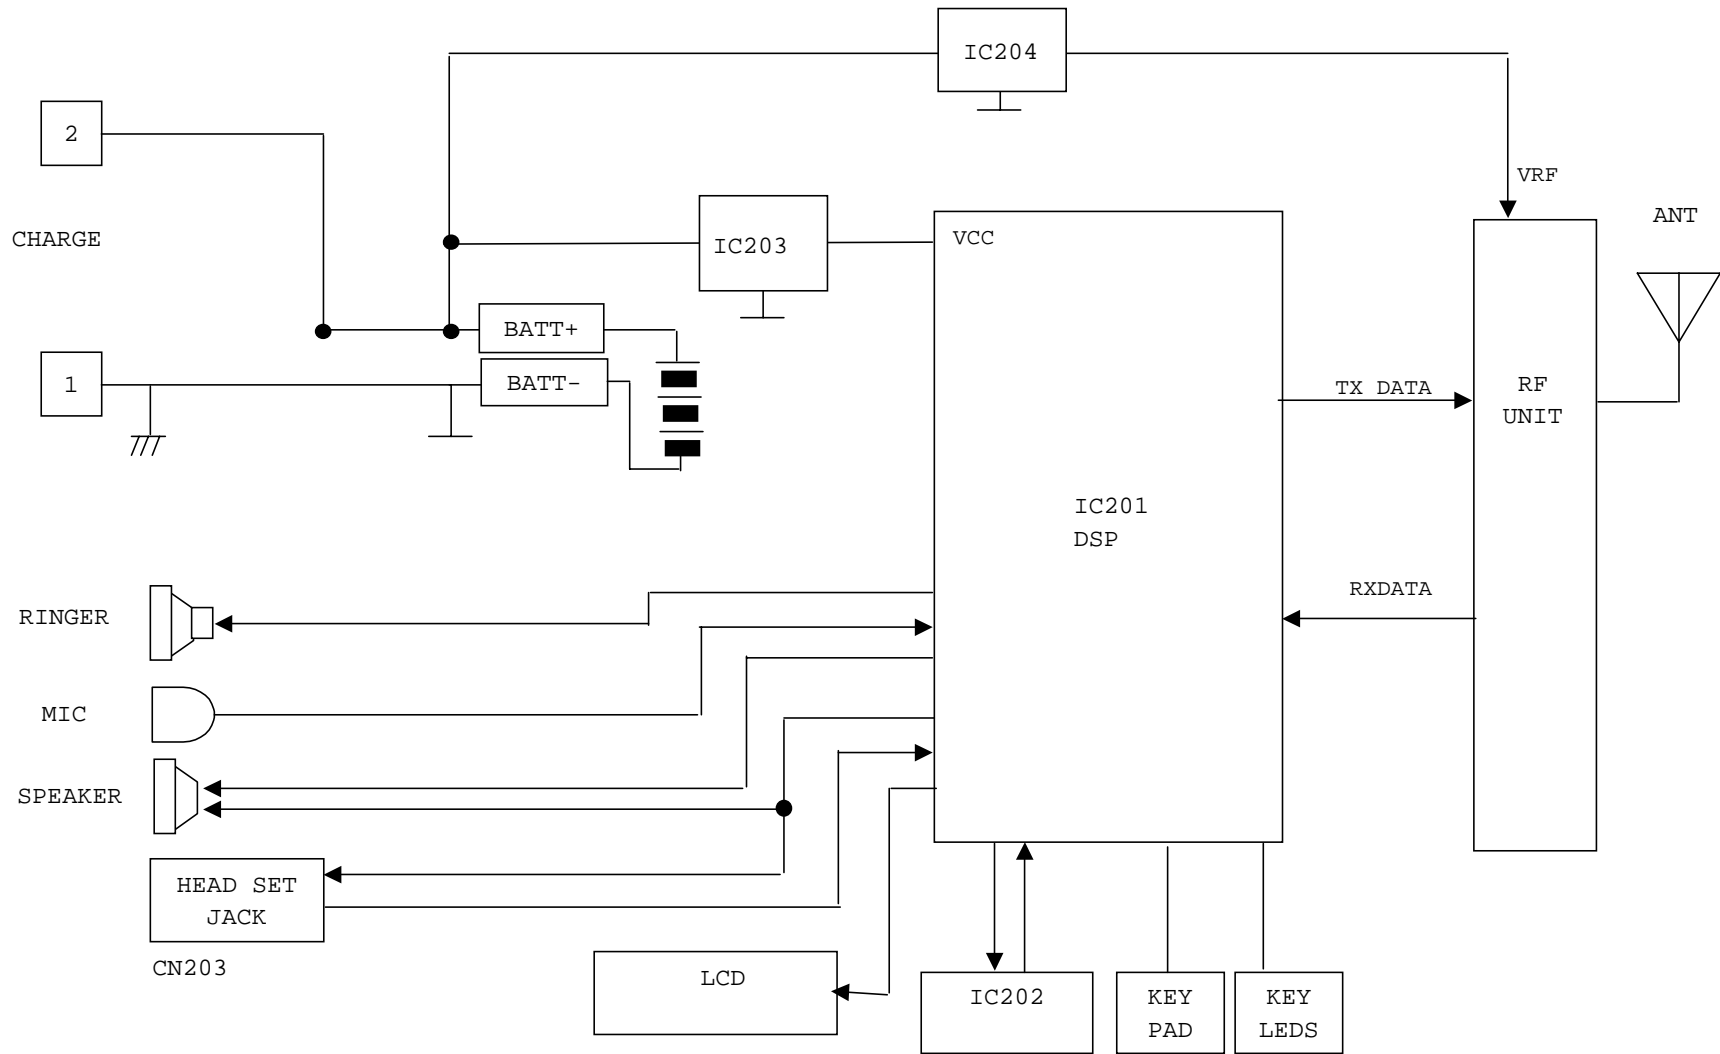 IC204
2
VRF
ANT
CHARGE
IC203
VCC
BATT+
1
BATT-
TX DATA
RF
UNIT
IC201
DSP
RINGER
RXDATA
MIC
SPEAKER
HEAD SET
JACK
CN203
LCD
IC202
KEY
PAD
KEY
LEDS